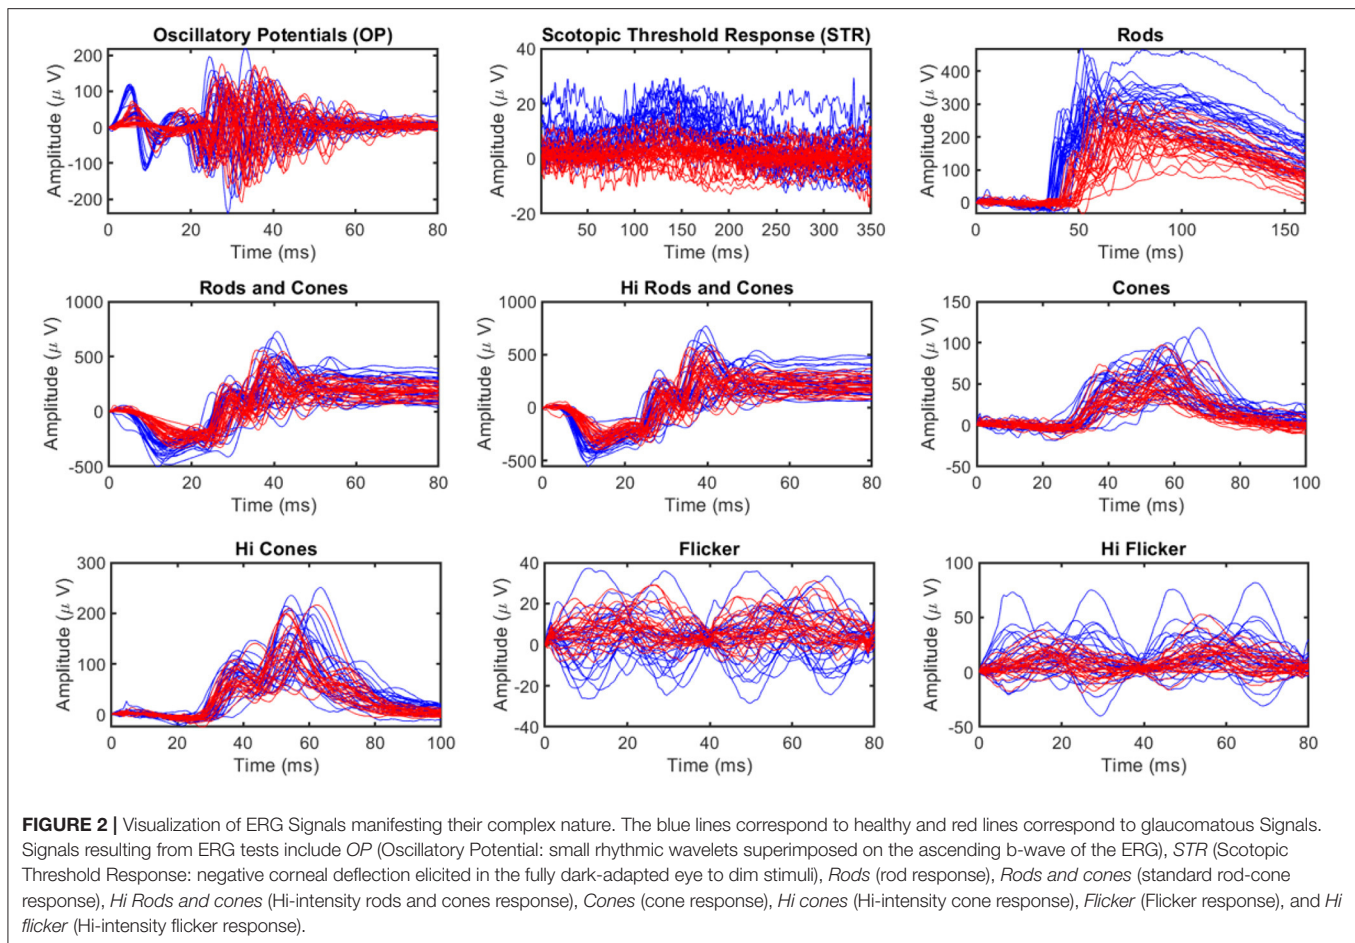 Oscillatory Potentials (OP)
Amplitude (μ V)
200
100
0
-100
-200
0
20
40
60
80
Time (ms)
Scotopic Threshold Response (STR)
Amplitude (μ V)
40
20
0
-20
50
100
150
200
250
300
350
Time (ms)
Rods
Amplitude (μ V)
400
300
200
100
0
0
50
100
150
Time (ms)
Rods and Cones
Amplitude (μ V)
1000
500
0
-500
0
20
40
60
80
Time (ms)
Hi Rods and Cones
Amplitude (μ V)
1000
500
0
-500
0
20
40
60
80
Time (ms)
Cones
Amplitude (μ V)
150
100
50
0
-50
0
20
40
60
80
100
Time (ms)
Hi Cones
Amplitude (μ V)
300
200
100
0
0
20
40
60
80
100
Time (ms)
Flicker
Amplitude (μ V)
40
20
0
-20
-40
0
20
40
60
80
Time (ms)
Hi Flicker
Amplitude (μ V)
100
50
0
-50
0
20
40
60
80
Time (ms)
FIGURE 2 | Visualization of ERG Signals manifesting their complex nature. The blue lines correspond to healthy and red lines correspond to glaucomatous Signals.
Signals resulting from ERG tests include OP (Oscillatory Potential: small rhythmic wavelets superimposed on the ascending b-wave of the ERG), STR (Scotopic
Threshold Response: negative corneal deflection elicited in the fully dark-adapted eye to dim stimuli), Rods (rod response), Rods and cones (standard rod-cone
response), Hi Rods and cones (Hi-intensity rods and cones response), Cones (cone response), Hi cones (Hi-intensity cone response), Flicker (Flicker response), and Hi
flicker (Hi-intensity flicker response).